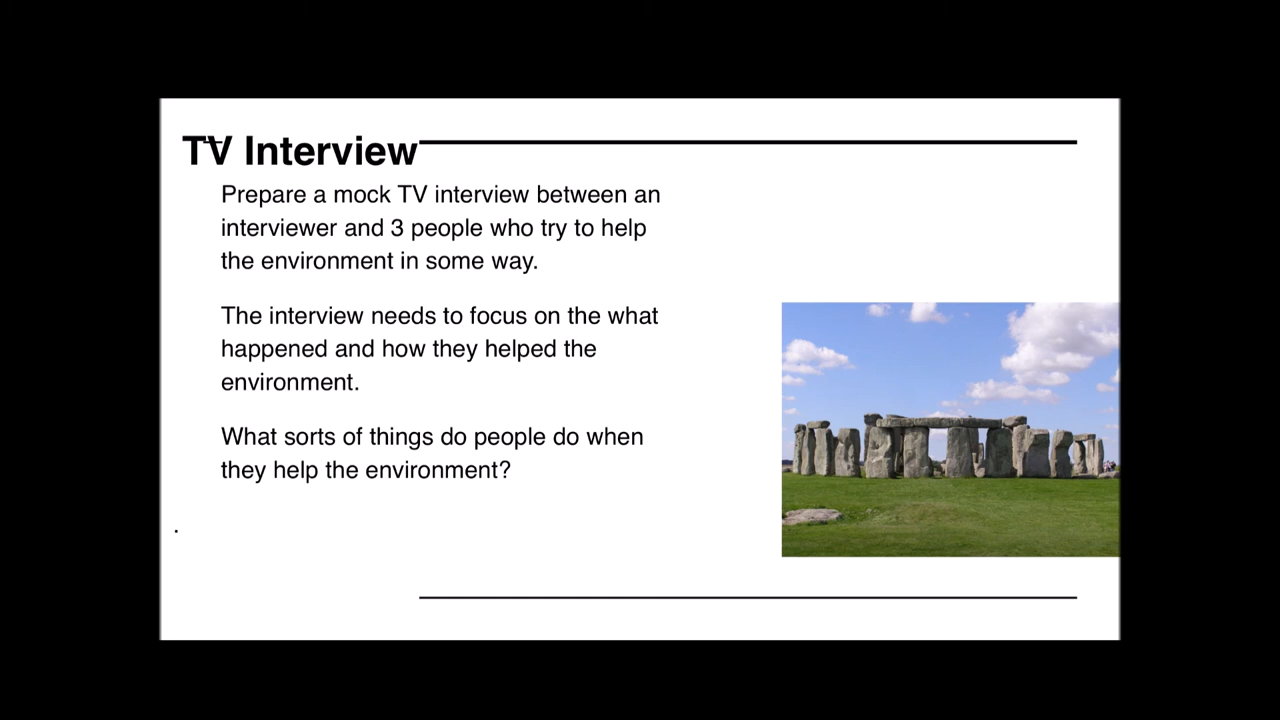 TV Interview
Prepare a mock TV interview between an
interviewer and 3 people who try to help
the environment in some way.
The interview needs to focus on the what
happened and how they helped the
environment.
What sorts of things do people do when
they help the environment?
.